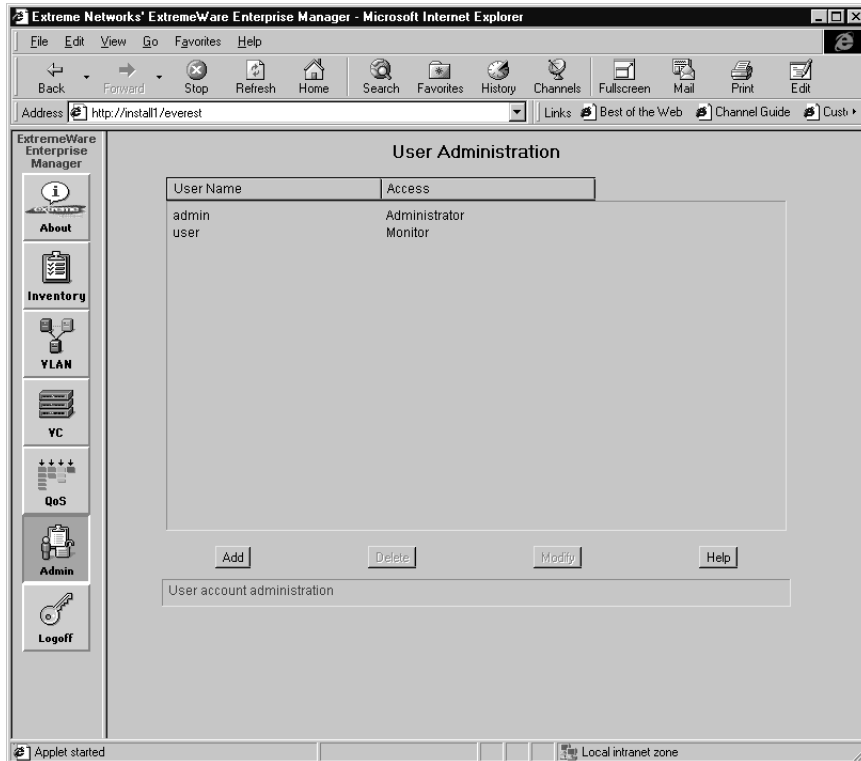 Extreme Networks' ExtremeWare Enterprise Manager - Microsoft Internet Explorer
File Edit View Go Favorites Help
Back Forward Stop Refresh Home Search Favorites History Channels Fullscreen Mail Print Edit
Address http://install1/everest Links Best of the Web Channel Guide Custo
ExtremeWare
Enterprise
Manager
About
Inventory
VLAN
VC
QoS
Admin
Logoff
User Administration
User Name Access
admin Administrator
user Monitor
Add Delete Modify Help
User account administration
Applet started Local intranet zone